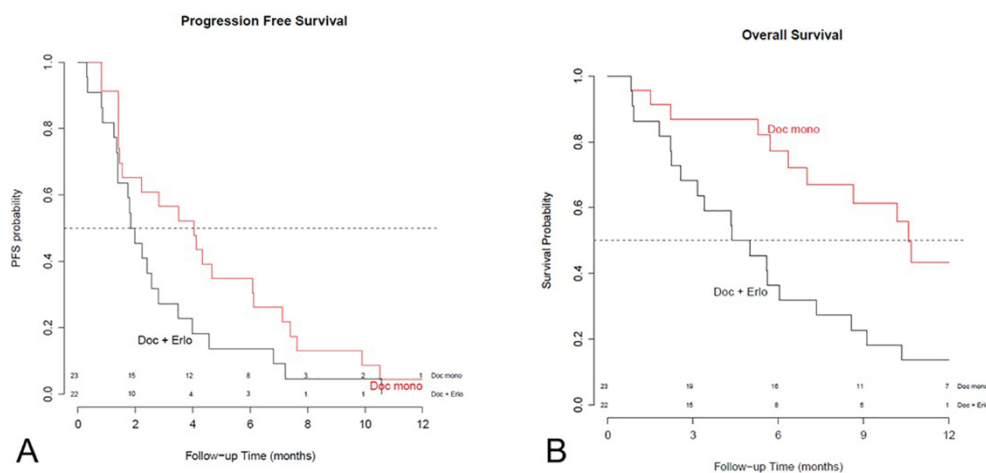 Progression Free Survival
PFS probability
1.0
0.8
0.6
0.4
0.2
0.0
Doc + Erlo
Doc mono
23 15 12 8 3 2 1 Doc mono
22 10 4 3 1 1 Doc + Erlo
0 2 4 6 8 10 12
Follow-up Time (months)
A
Overall Survival
Survival Probability
1.0
0.8
0.6
0.4
0.2
0.0
Doc mono
Doc + Erlo
23 19 16 11 7 Doc mono
22 15 8 5 1 Doc + Erlo
0 3 6 9 12
Follow-up Time (months)
B